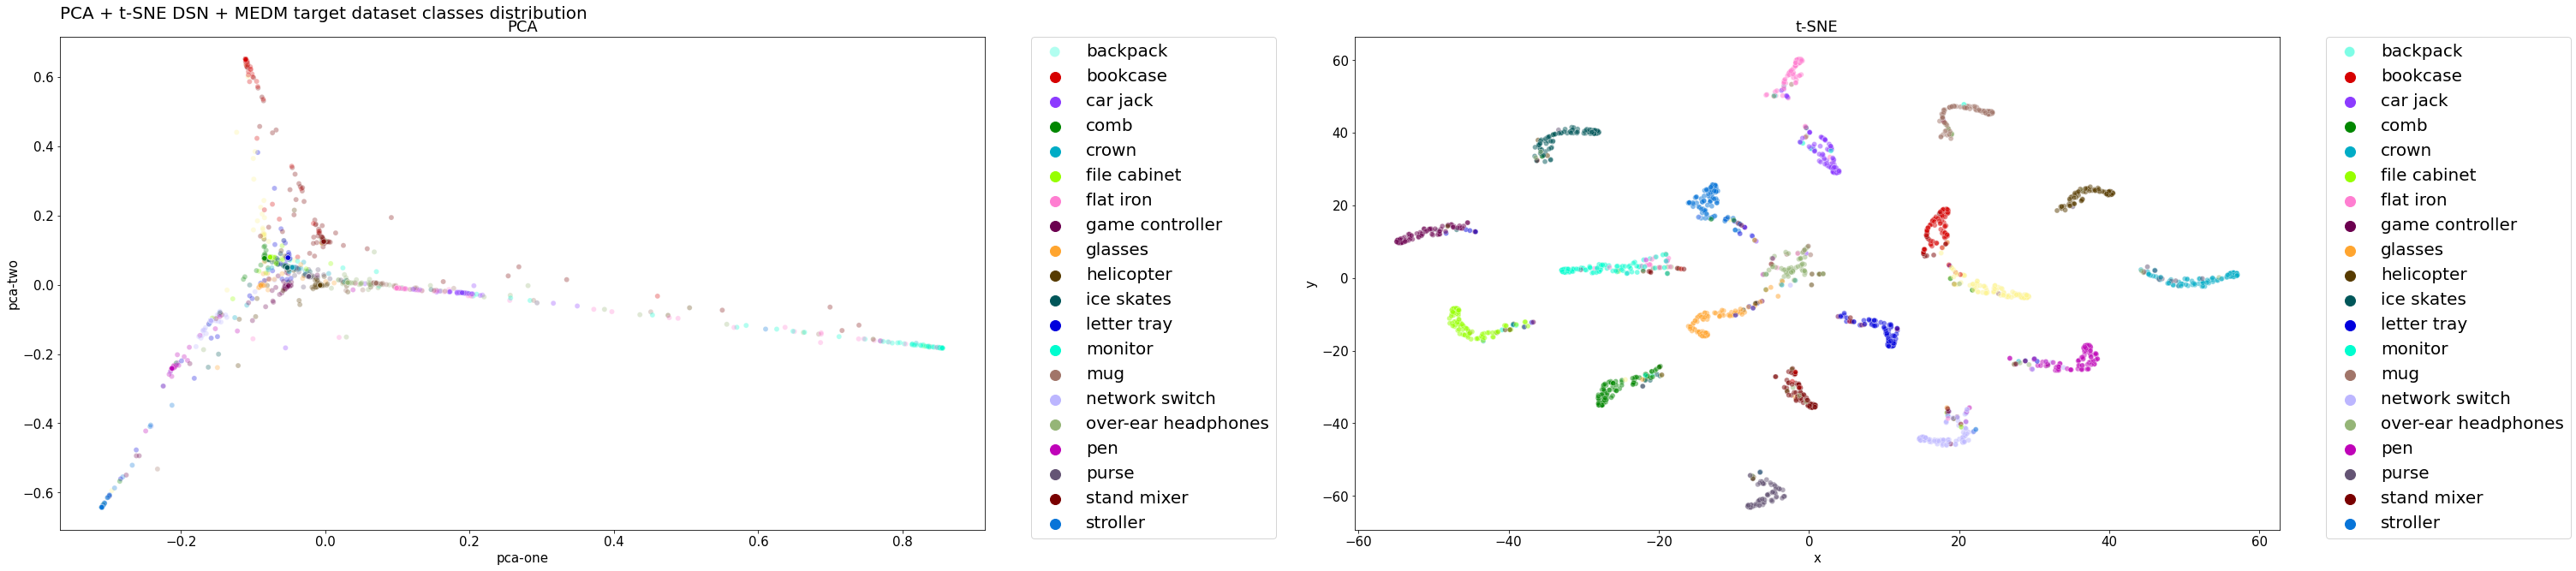 PCA + t-SNE DSN + MEDM target dataset classes distribution
PCA
0.6
0.4
0.2
0.0
−0.2
−0.4
−0.6
pca-two
−0.2
0.0
0.2
0.4
0.6
0.8
pca-one
backpack
bookcase
car jack
comb
crown
file cabinet
flat iron
game controller
glasses
helicopter
ice skates
letter tray
monitor
mug
network switch
over-ear headphones
pen
purse
stand mixer
stroller
t-SNE
60
40
20
0
−20
−40
−60
y
−60
−40
−20
0
20
40
60
x
backpack
bookcase
car jack
comb
crown
file cabinet
flat iron
game controller
glasses
helicopter
ice skates
letter tray
monitor
mug
network switch
over-ear headphones
pen
purse
stand mixer
stroller